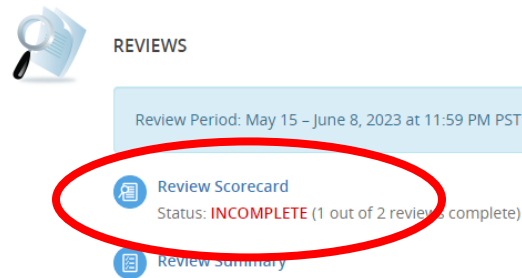 REVIEWS
Review Period: May 15 – June 8, 2023 at 11:59 PM PST
Review Scorecard
Status: INCOMPLETE (1 out of 2 reviews complete)
Review Summary